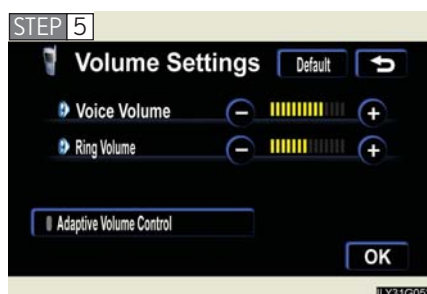 STEP 5
Volume Settings Default
Voice Volume − +
Ring Volume − +
Adaptive Volume Control
OK